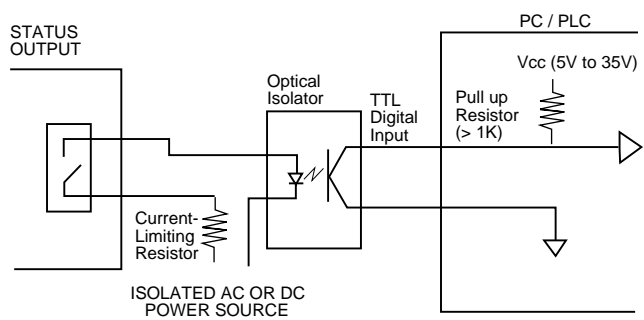 STATUS
OUTPUT
PC / PLC
Vcc (5V to 35V)
Optical
Isolator
TTL
Digital
Input
Pull up
Resistor
(> 1K)
Current-
Limiting
Resistor
ISOLATED AC OR DC
POWER SOURCE